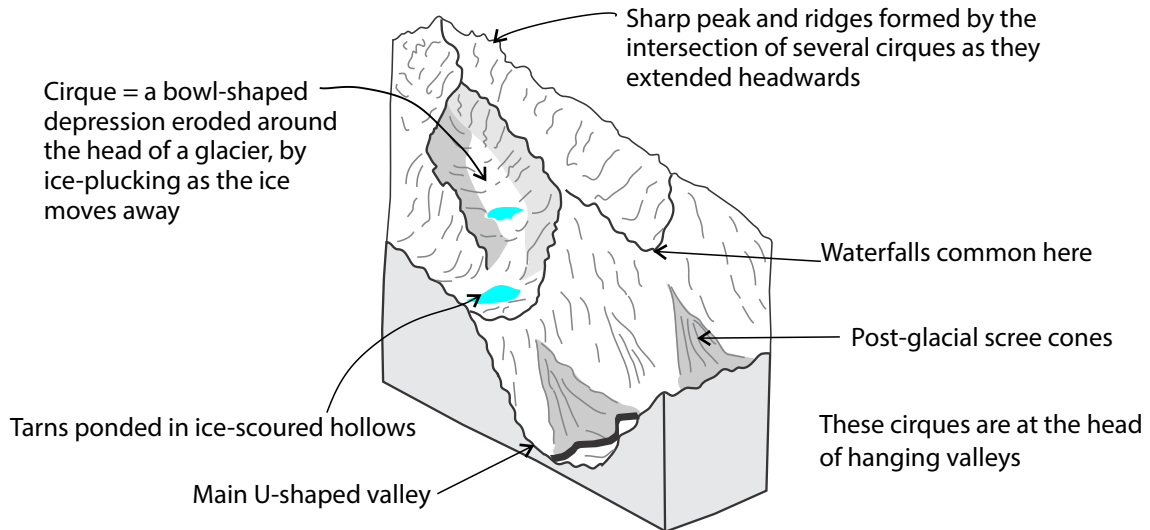 Sharp peak and ridges formed by the
intersection of several cirques as they
extended headwards
Cirque = a bowl-shaped
depression eroded around
the head of a glacier, by
ice-plucking as the ice
moves away
Waterfalls common here
Post-glacial scree cones
Tarns ponded in ice-scoured hollows
These cirques are at the head
of hanging valleys
Main U-shaped valley